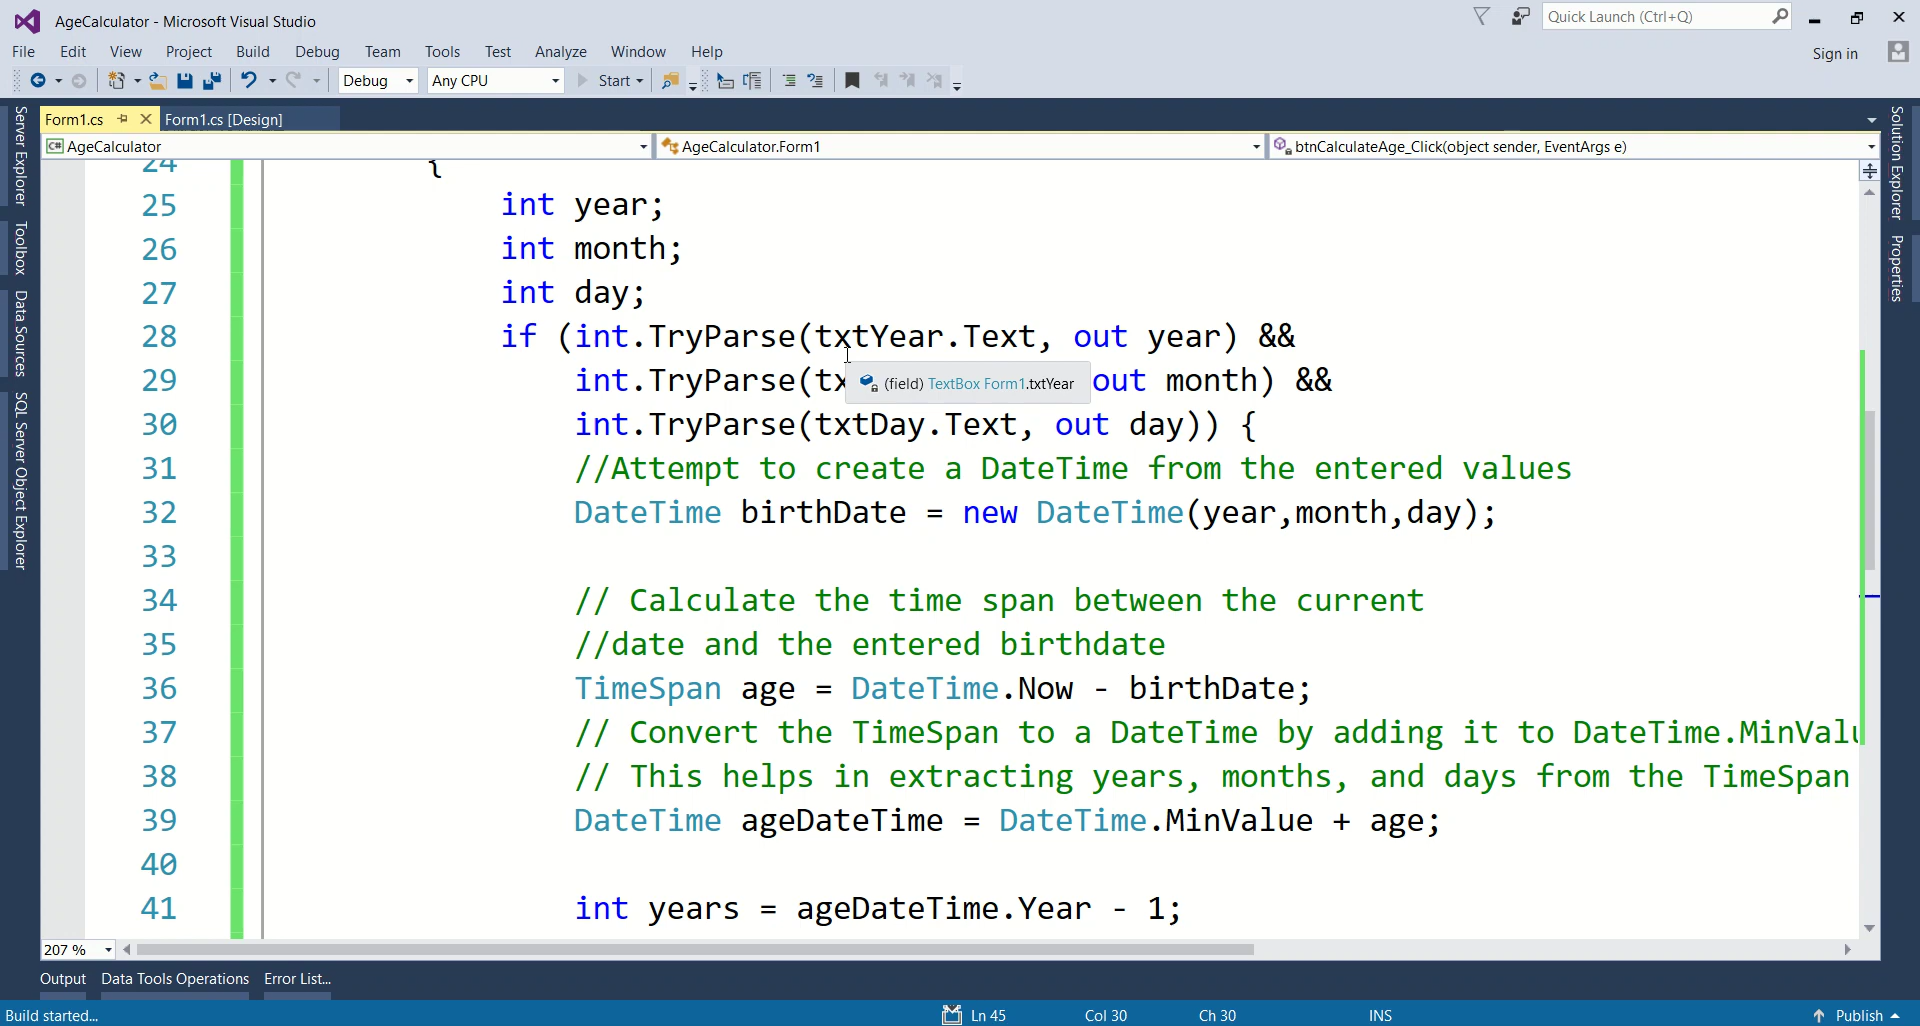 AgeCalculator - Microsoft Visual Studio
Quick Launch (Ctrl+Q)
File Edit View Project Build Debug Team Tools Test Analyze Window Help
Sign in
Debug Any CPU Start
Form1.cs Form1.cs [Design]
C# AgeCalculator AgeCalculator.Form1 btnCalculateAge_Click(object sender, EventArgs e)
Server Explorer
Toolbox
Data Sources
SQL Server Object Explorer
Solution Explorer
Properties
24 {
25 int year;
26 int month;
27 int day;
28 if (int.TryParse(txtYear.Text, out year) &&
29 int.TryParse(tx out month) &&
(field) TextBox Form1.txtYear
30 int.TryParse(txtDay.Text, out day)) {
31 //Attempt to create a DateTime from the entered values
32 DateTime birthDate = new DateTime(year,month,day);
33
34 // Calculate the time span between the current
35 //date and the entered birthdate
36 TimeSpan age = DateTime.Now - birthDate;
37 // Convert the TimeSpan to a DateTime by adding it to DateTime.MinValu
38 // This helps in extracting years, months, and days from the TimeSpan
39 DateTime ageDateTime = DateTime.MinValue + age;
40
41 int years = ageDateTime.Year - 1;
207 %
Output Data Tools Operations Error List...
Build started... Ln 45 Col 30 Ch 30 INS Publish